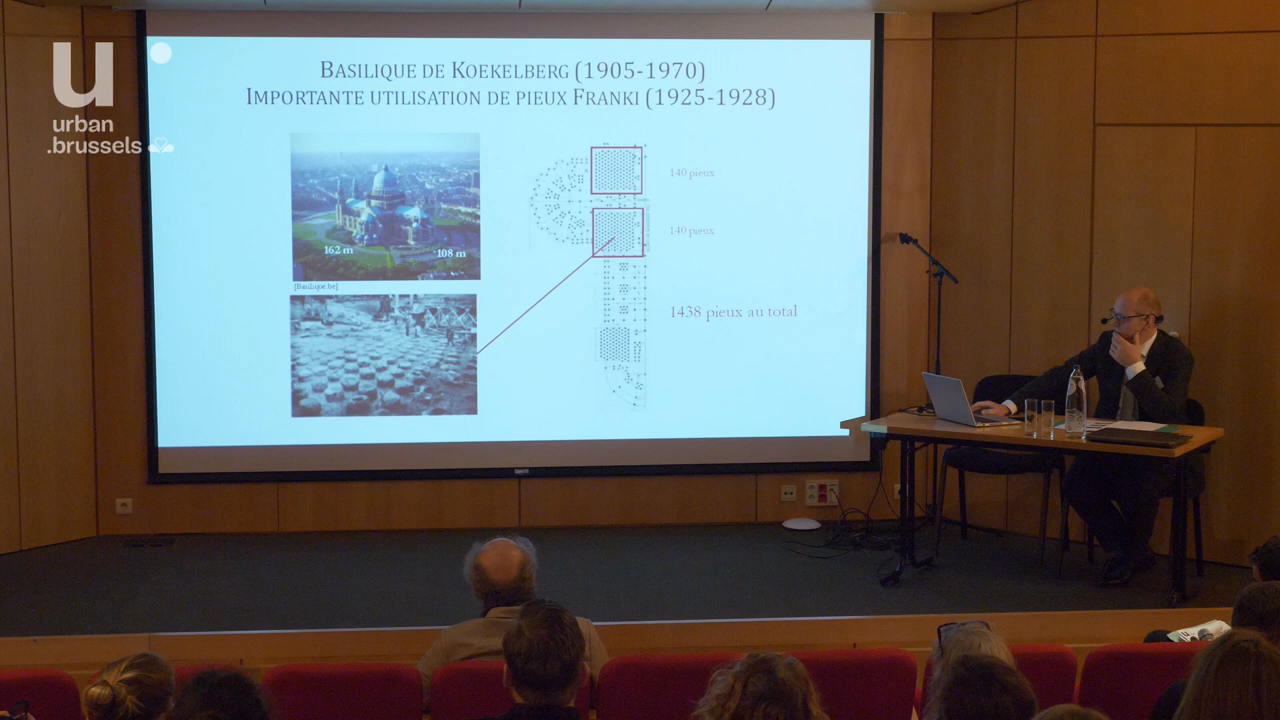 u
urban
.brussels
BASILIQUE DE KOEKELBERG (1905-1970)
IMPORTANTE UTILISATION DE PIEUX FRANKI (1925-1928)
162 m
108 m
[Basilique.be]
140 pieux
140 pieux
1438 pieux au total